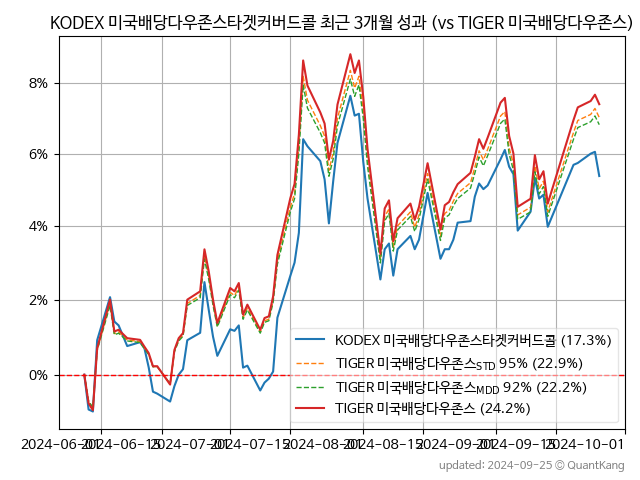 KODEX 미국배당다우존스타겟커버드콜 최근 3개월 성과 (vs TIGER 미국배당다우존스)
8%
6%
4%
2%
0%
KODEX 미국배당다우존스타겟커버드콜 (17.3%)
TIGER 미국배당다우존스STD 95% (22.9%)
TIGER 미국배당다우존스MDD 92% (22.2%)
TIGER 미국배당다우존스 (24.2%)
2024-06-01 2024-06-15 2024-07-01 2024-07-15 2024-08-01 2024-08-15 2024-09-01 2024-09-15 2024-10-01
updated: 2024-09-25 © QuantKang